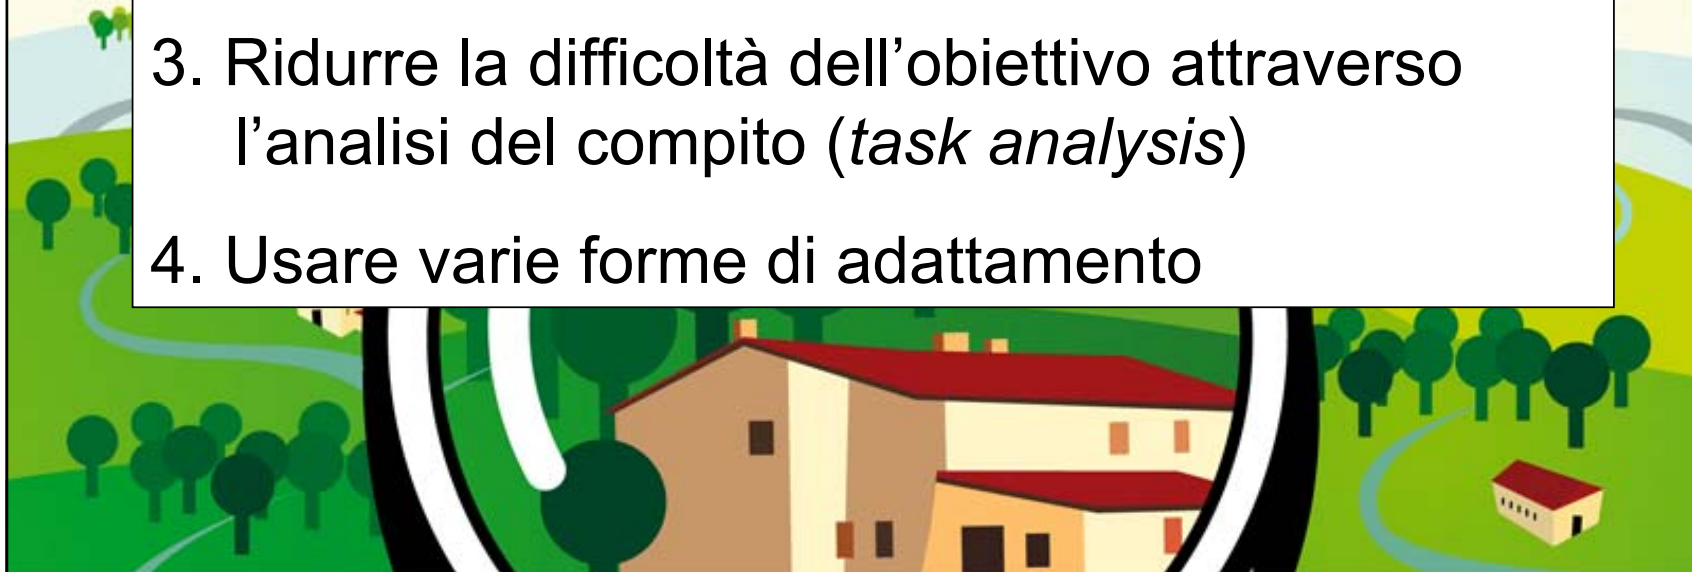 3. Ridurre la difficoltà dell’obiettivo attraverso
l’analisi del compito (task analysis)
4. Usare varie forme di adattamento